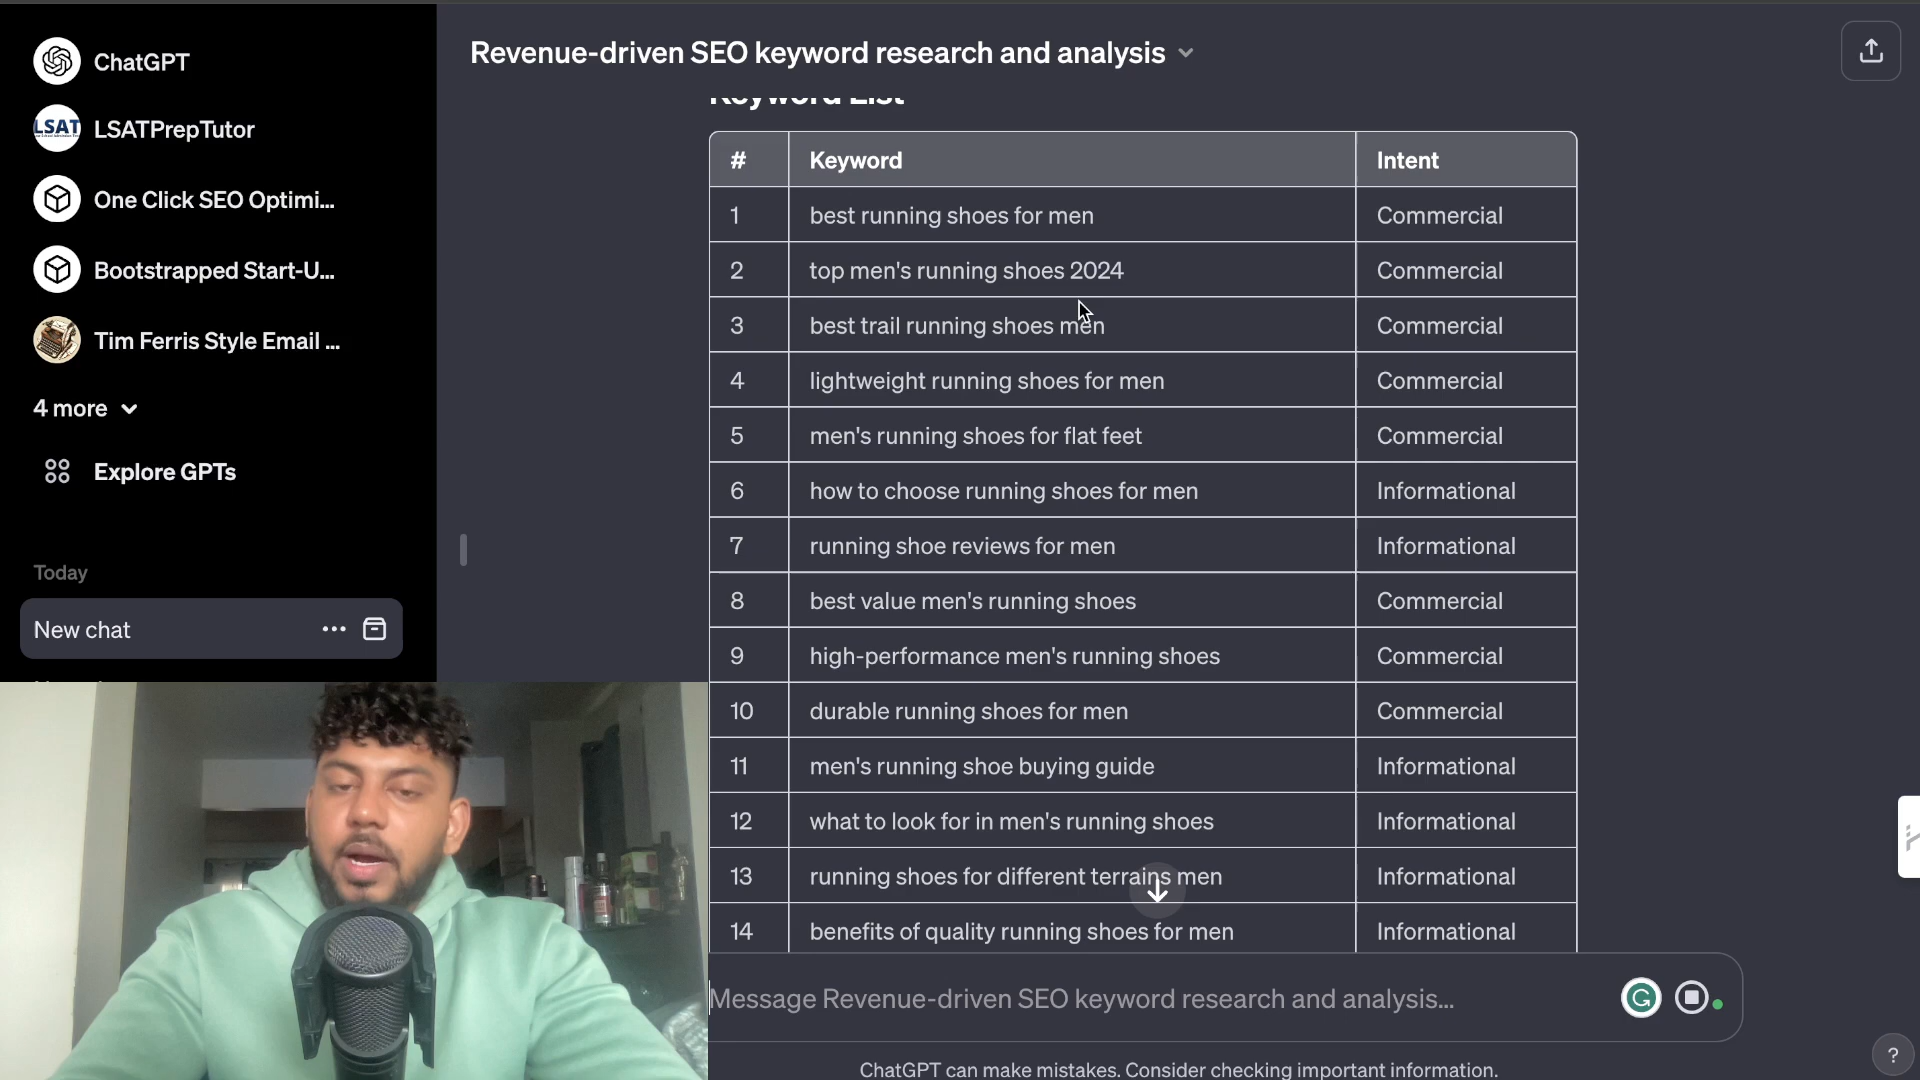 ChatGPT
LSAT
LSATPrepTutor
One Click SEO Optimi...
Bootstrapped Start-U...
Tim Ferris Style Email ...
4 more
Explore GPTs
Today
New chat
Revenue-driven SEO keyword research and analysis
Keyword List
# Keyword Intent
1 best running shoes for men Commercial
2 top men's running shoes 2024 Commercial
3 best trail running shoes men Commercial
4 lightweight running shoes for men Commercial
5 men's running shoes for flat feet Commercial
6 how to choose running shoes for men Informational
7 running shoe reviews for men Informational
8 best value men's running shoes Commercial
9 high-performance men's running shoes Commercial
10 durable running shoes for men Commercial
11 men's running shoe buying guide Informational
12 what to look for in men's running shoes Informational
13 running shoes for different terrains men Informational
14 benefits of quality running shoes for men Informational
Message Revenue-driven SEO keyword research and analysis...
ChatGPT can make mistakes. Consider checking important information.
?